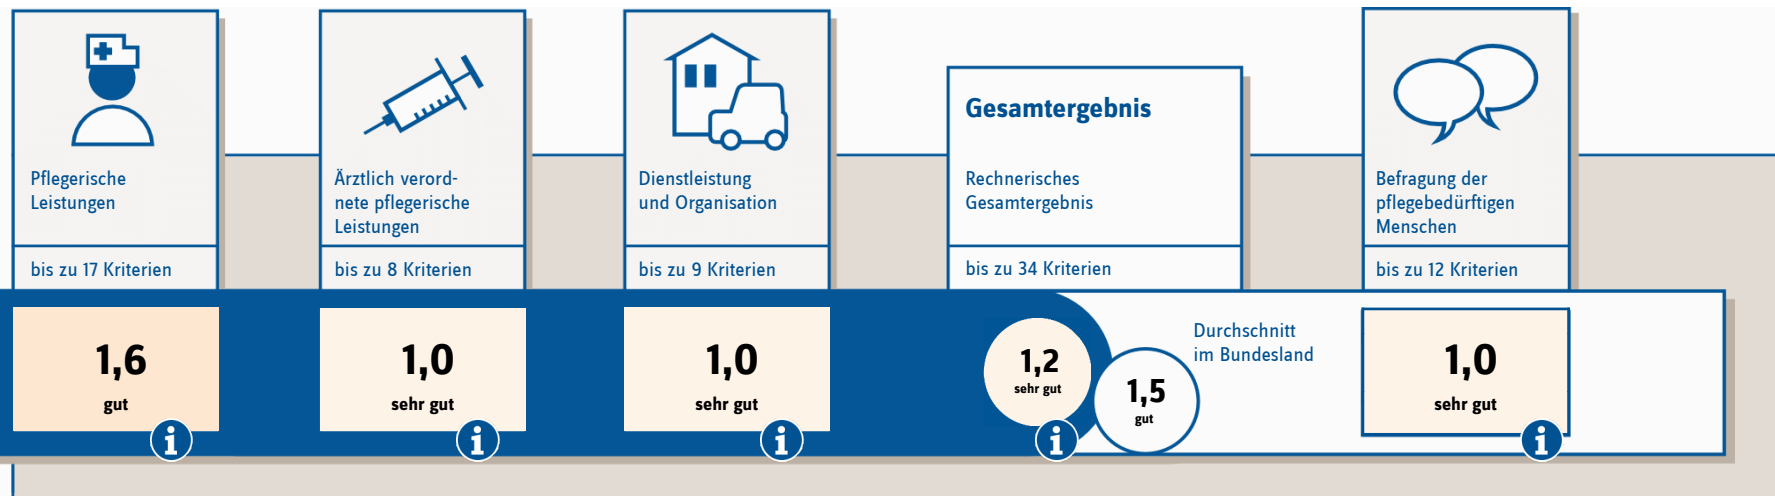 Pflegerische
Leistungen
bis zu 17 Kriterien
1,6
gut
Ärztlich verord-
nete pflegerische
Leistungen
bis zu 8 Kriterien
1,0
sehr gut
Dienstleistung
und Organisation
bis zu 9 Kriterien
1,0
sehr gut
Gesamtergebnis
Rechnerisches
Gesamtergebnis
bis zu 34 Kriterien
1,2
sehr gut
1,5
gut
Durchschnitt
im Bundesland
Befragung der
pflegebedürftigen
Menschen
bis zu 12 Kriterien
1,0
sehr gut